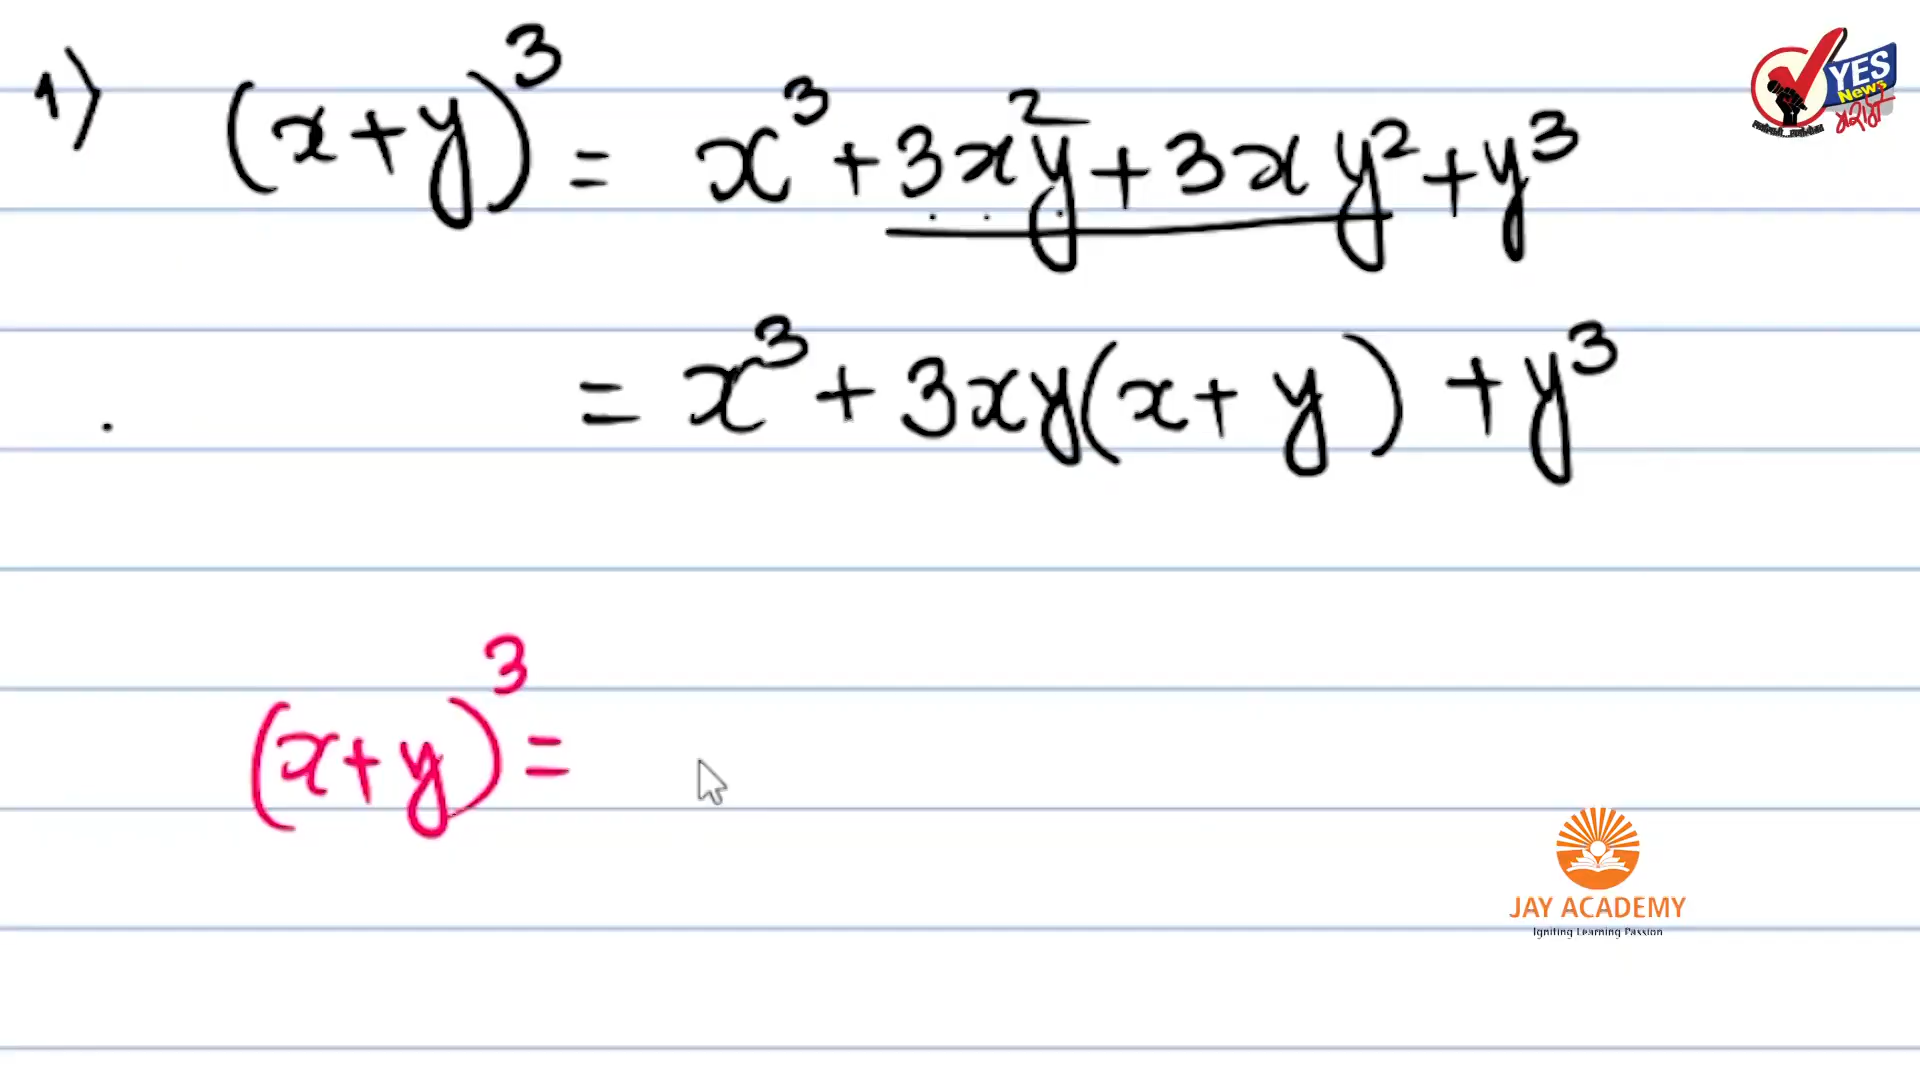 1) (x+y)³ = x³ + 3x²y + 3xy² + y³
= x³ + 3xy(x+y) + y³
(x+y)³ =
YES
News
JAY ACADEMY
Igniting Learning Passion